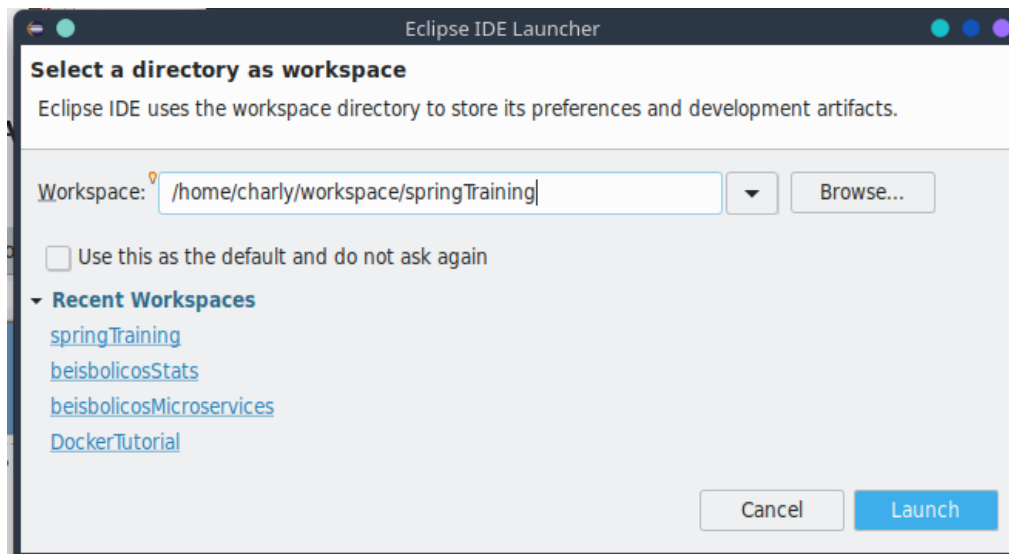 Eclipse IDE Launcher
Select a directory as workspace
Eclipse IDE uses the workspace directory to store its preferences and development artifacts.
Workspace: /home/charly/workspace/springTraining Browse...
Use this as the default and do not ask again
Recent Workspaces
springTraining
beisbolicosStats
beisbolicosMicroservices
DockerTutorial
Cancel Launch